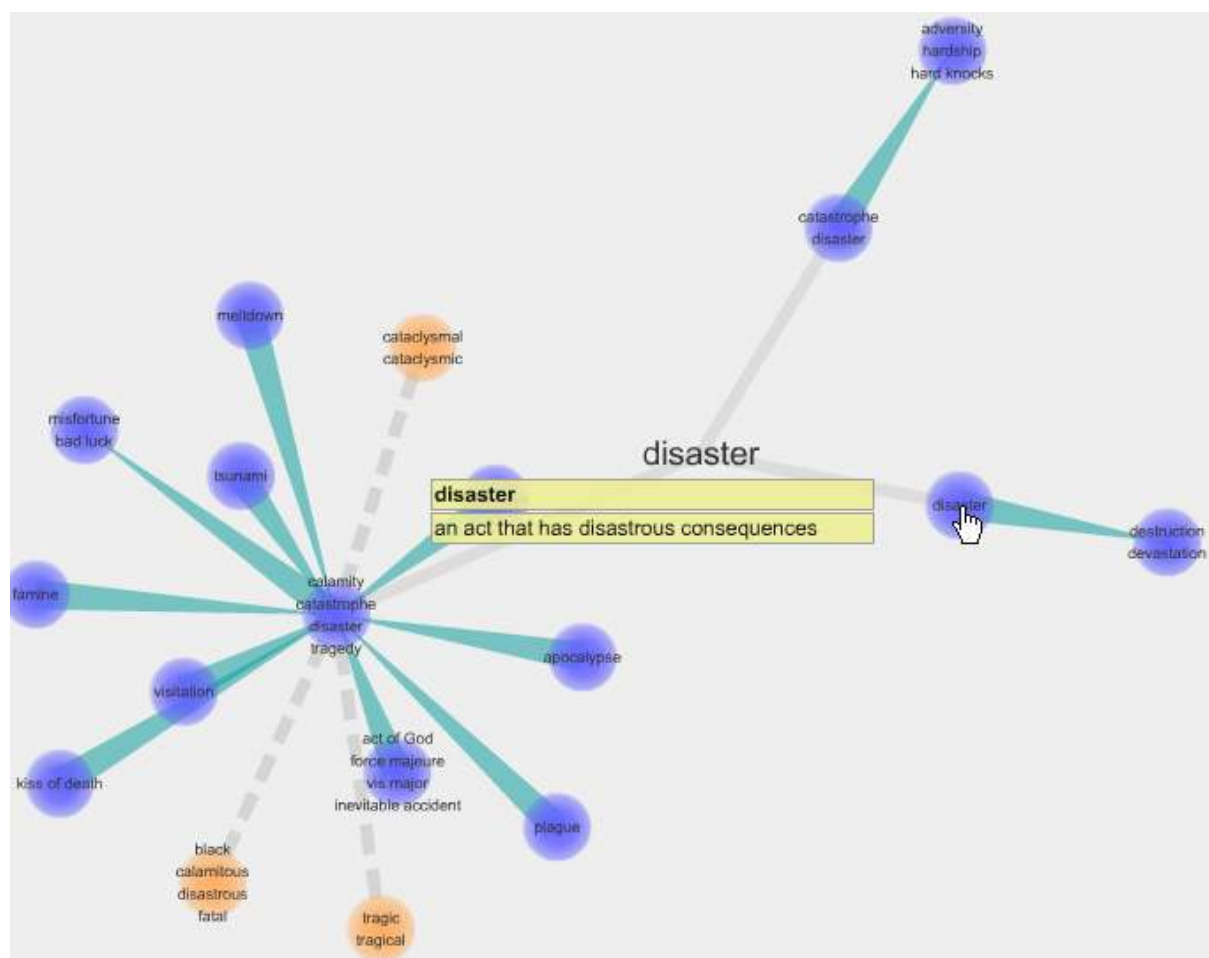 adversity
hardship
hard knocks
catastrophe
disaster
meltdown
cataclysmal
cataclysmic
misfortune
bad luck
tsunami
disaster
disaster
an act that has disastrous consequences
disaster
destruction
devastation
famine
calamity
catastrophe
disaster
tragedy
apocalypse
visitation
act of God
force majeure
vis major
inevitable accident
kiss of death
plague
black
calamitous
disastrous
fatal
tragic
tragical